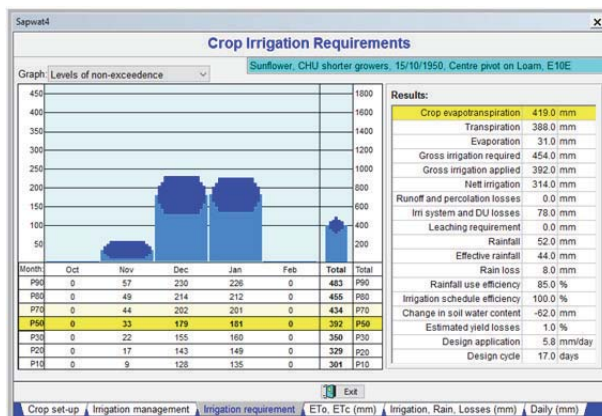 Sapwat4
Crop Irrigation Requirements
Graph: Levels of non-exceedence
Sunflower, CHU shorter growers, 15/10/1950, Centre pivot on Loam, E10E
450 1800
400 1600
350 1400
300 1200
250 1000
200 800
150 600
100 400
50 200
Month: Oct Nov Dec Jan Feb Total Total
P90 0 57 230 226 0 483 P90
P80 0 49 214 212 0 455 P80
P70 0 44 202 201 0 434 P70
P50 0 33 179 181 0 392 P50
P30 0 22 155 160 0 350 P30
P20 0 17 143 149 0 329 P20
P10 0 9 128 135 0 301 P10
Results:
Crop evapotranspiration 419.0 mm
Transpiration 388.0 mm
Evaporation 31.0 mm
Gross irrigation required 454.0 mm
Gross irrigation applied 392.0 mm
Nett irrigation 314.0 mm
Runoff and percolation losses 0.0 mm
Irri system and DU losses 78.0 mm
Leaching requirement 0.0 mm
Rainfall 52.0 mm
Effective rainfall 44.0 mm
Rain loss 8.0 mm
Rainfall use efficiency 85.0 %
Irrigation schedule efficiency 100.0 %
Change in soil water content -62.0 mm
Estimated yield losses 1.0 %
Design application 5.8 mm/day
Design cycle 17.0 days
Exit
Crop set-up Irrigation management Irrigation requirement ETo, ETc (mm) Irrigation, Rain, Losses (mm) Daily (mm)